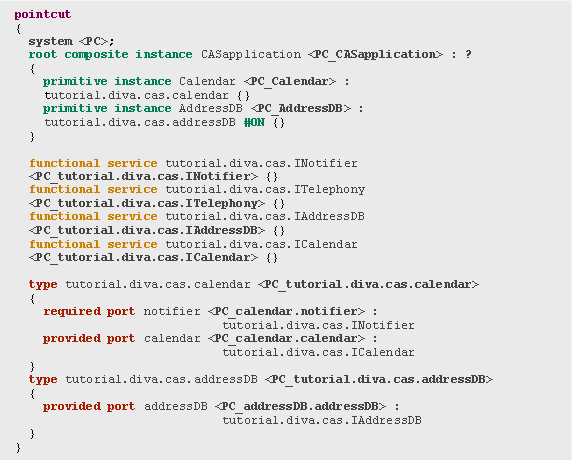 pointcut
{
system <PC>;
root composite instance CASapplication <PC_CASapplication> : ?
{
primitive instance Calendar <PC_Calendar> :
tutorial.diva.cas.calendar {}
primitive instance AddressDB <PC_AddressDB> :
tutorial.diva.cas.addressDB #ON {}
}
functional service tutorial.diva.cas.INotifier
<PC_tutorial.diva.cas.INotifier> {}
functional service tutorial.diva.cas.ITelephony
<PC_tutorial.diva.cas.ITelephony> {}
functional service tutorial.diva.cas.IAddressDB
<PC_tutorial.diva.cas.IAddressDB> {}
functional service tutorial.diva.cas.ICalendar
<PC_tutorial.diva.cas.ICalendar> {}
type tutorial.diva.cas.calendar <PC_tutorial.diva.cas.calendar>
{
required port notifier <PC_calendar.notifier> :
tutorial.diva.cas.INotifier
provided port calendar <PC_calendar.calendar> :
tutorial.diva.cas.ICalendar
}
type tutorial.diva.cas.addressDB <PC_tutorial.diva.cas.addressDB>
{
provided port addressDB <PC_addressDB.addressDB> :
tutorial.diva.cas.IAddressDB
}
}